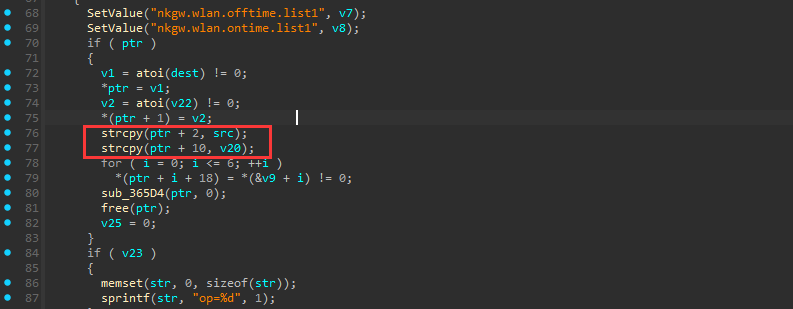 68 SetValue("nkgw.wlan.offtime.list1", v7);
69 SetValue("nkgw.wlan.ontime.list1", v8);
70 if ( ptr )
71 {
72 v1 = atoi(dest) != 0;
73 *ptr = v1;
74 v2 = atoi(v22) != 0;
75 *(ptr + 1) = v2;
76 strcpy(ptr + 2, src);
77 strcpy(ptr + 10, v20);
78 for ( i = 0; i <= 6; ++i )
79 *(ptr + i + 18) = *(&v9 + i) != 0;
80 sub_365D4(ptr, 0);
81 free(ptr);
82 v25 = 0;
83 }
84 if ( v23 )
85 {
86 memset(str, 0, sizeof(str));
87 sprintf(str, "op=%d", 1);